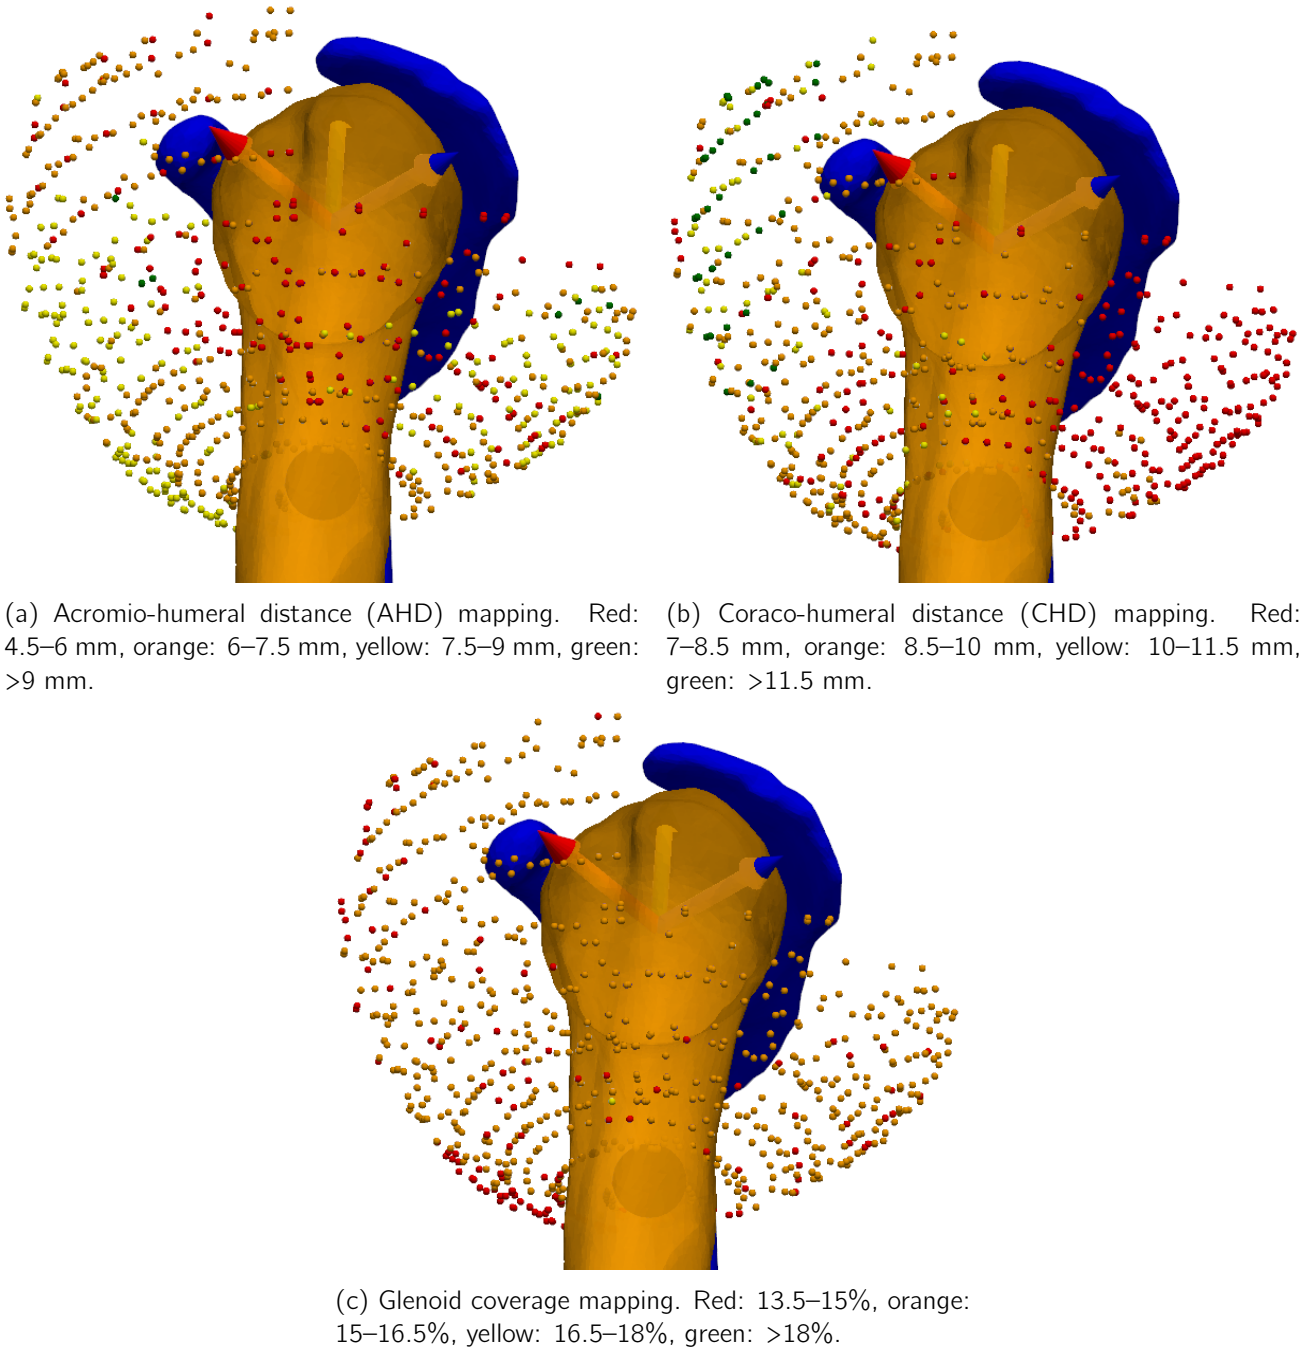 (a) Acromio-humeral distance (AHD) mapping. Red:
4.5–6 mm, orange: 6–7.5 mm, yellow: 7.5–9 mm, green:
>9 mm.
(b) Coraco-humeral distance (CHD) mapping. Red:
7–8.5 mm, orange: 8.5–10 mm, yellow: 10–11.5 mm,
green: >11.5 mm.
(c) Glenoid coverage mapping. Red: 13.5–15%, orange:
15–16.5%, yellow: 16.5–18%, green: >18%.